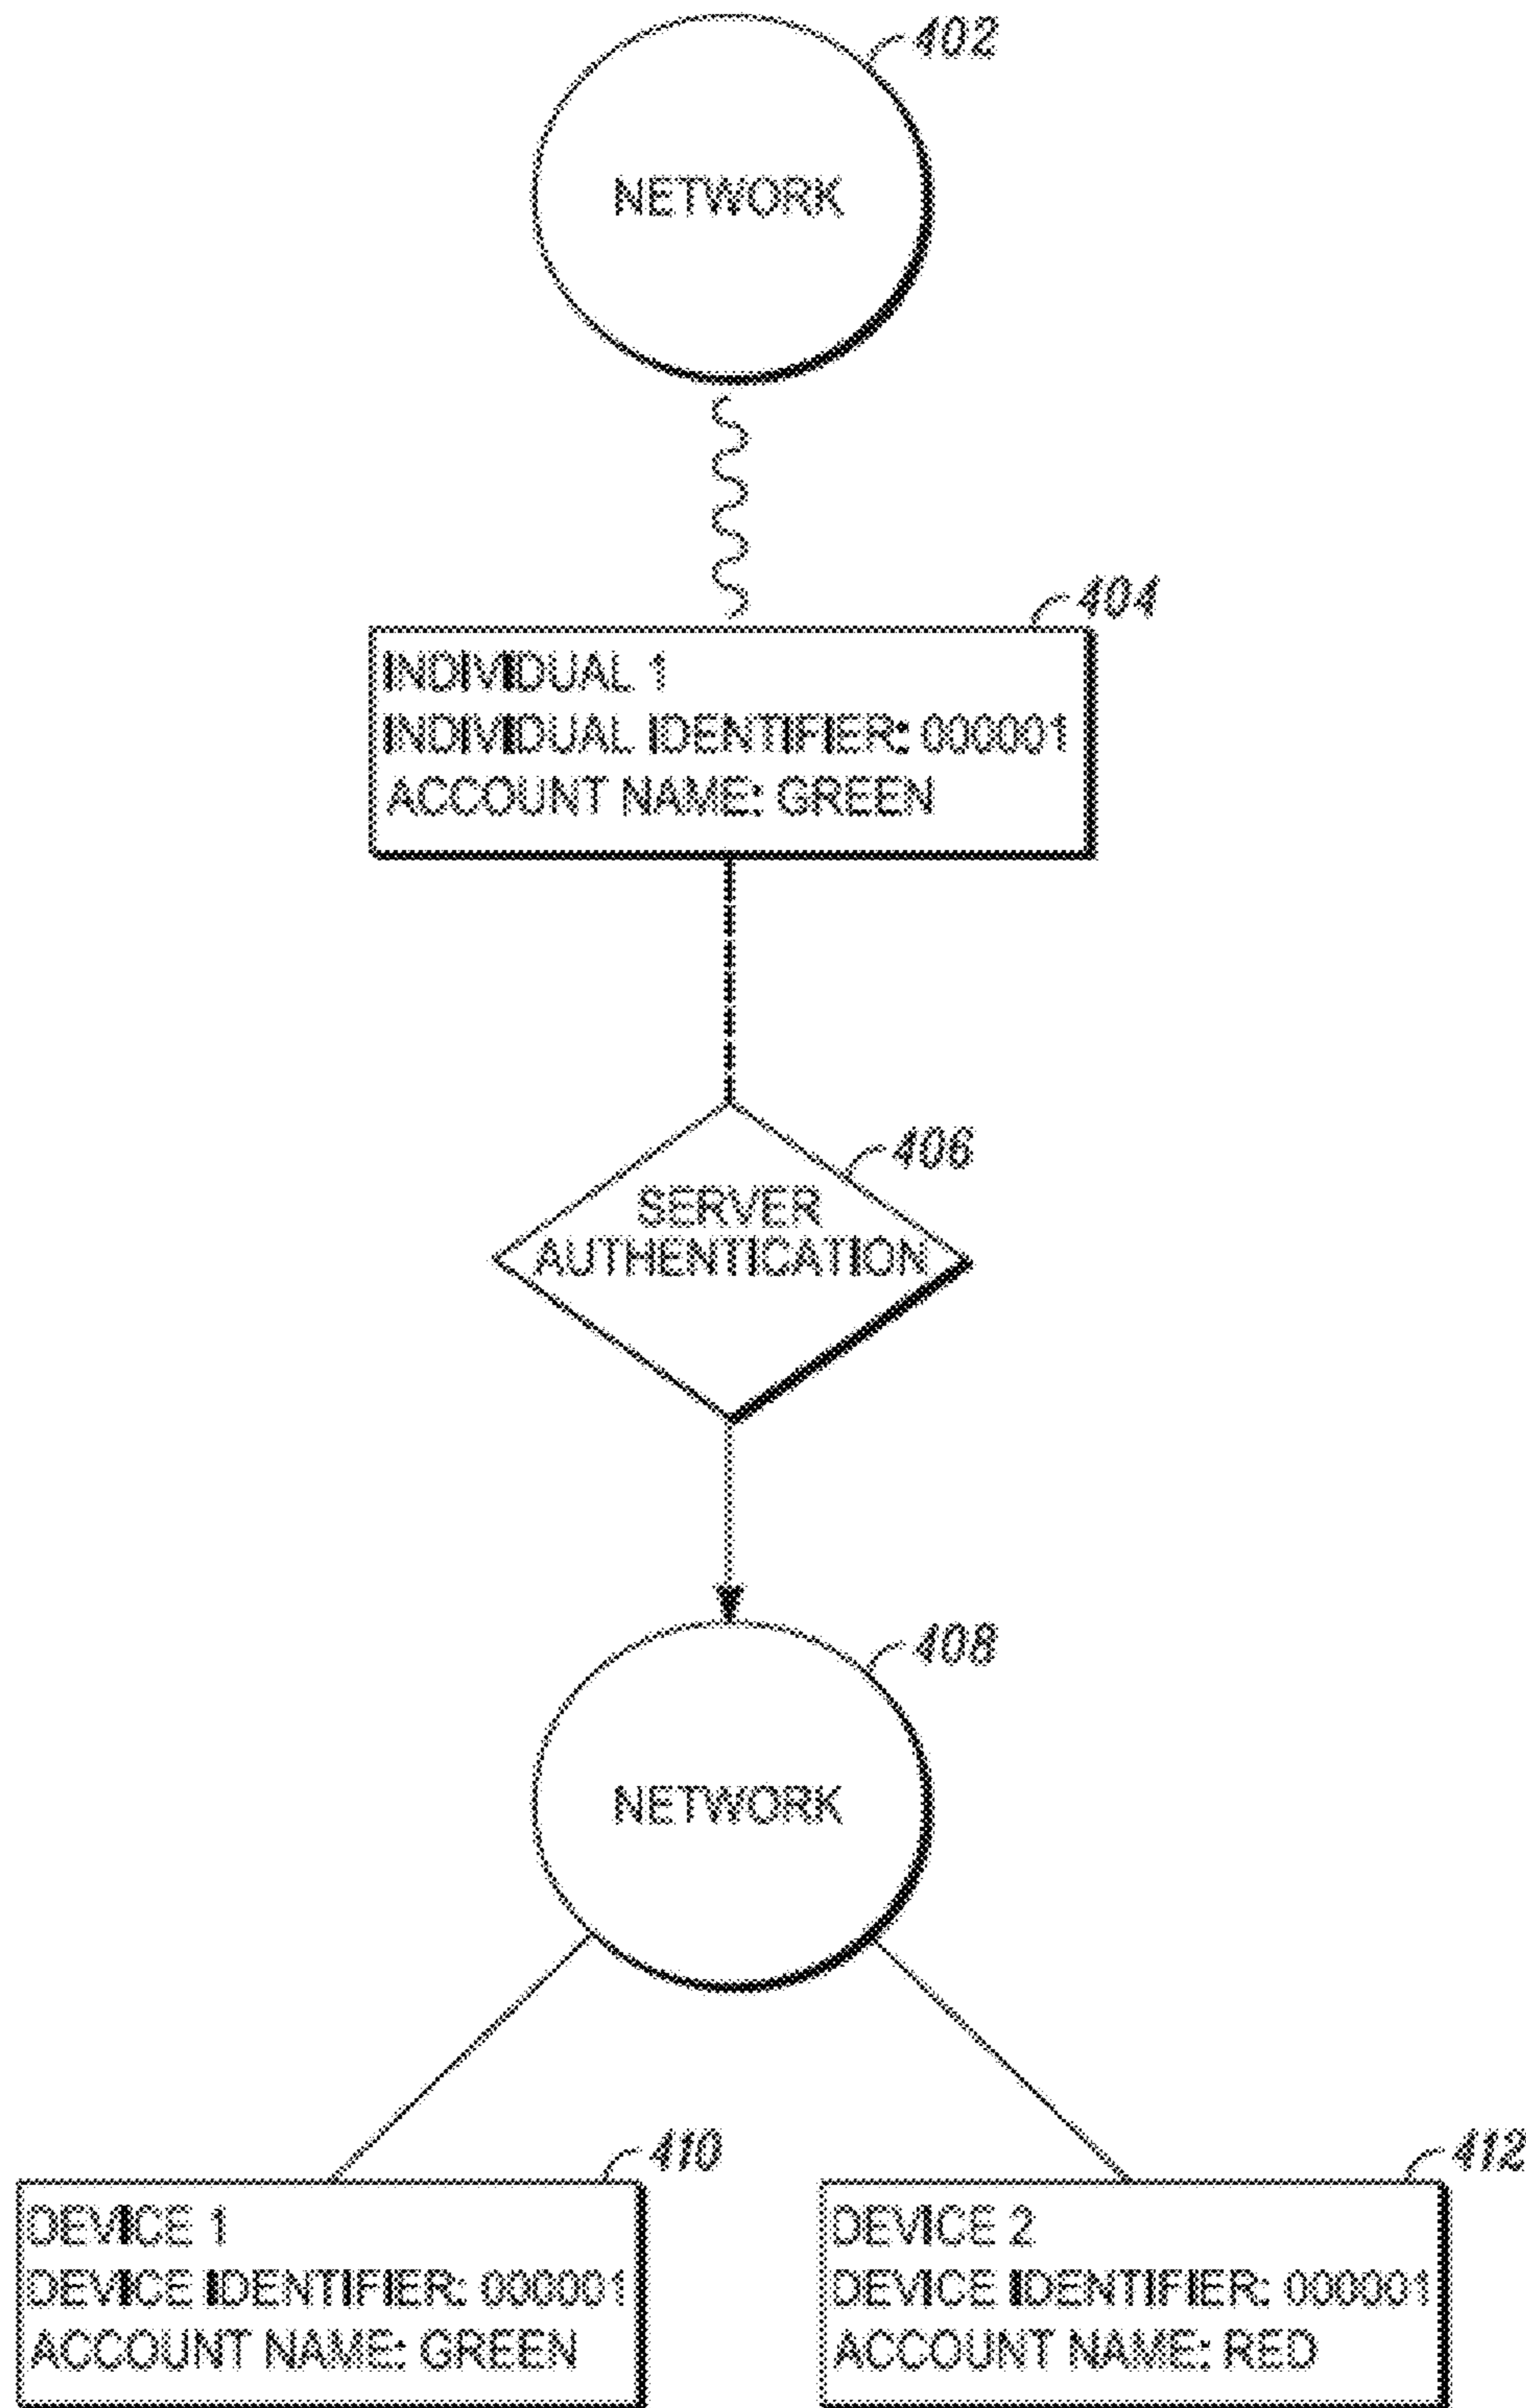 402
NETWORK
404
INDIVIDUAL 1
INDIVIDUAL IDENTIFIER: 000001
ACCOUNT NAME: GREEN
406
SERVER
AUTHENTICATION
408
NETWORK
410
DEVICE 1
DEVICE IDENTIFIER: 000001
ACCOUNT NAME: GREEN
412
DEVICE 2
DEVICE IDENTIFIER: 000001
ACCOUNT NAME: RED